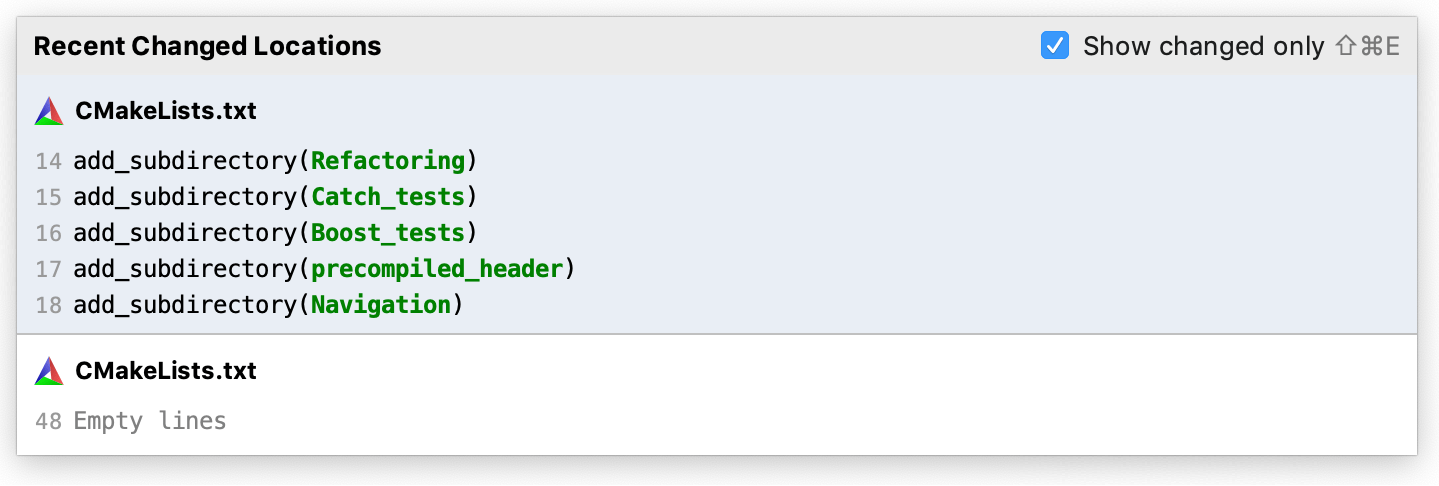 Recent Changed Locations Show changed only ⇧⌘E
CMakeLists.txt
14 add_subdirectory(Refactoring)
15 add_subdirectory(Catch_tests)
16 add_subdirectory(Boost_tests)
17 add_subdirectory(precompiled_header)
18 add_subdirectory(Navigation)
CMakeLists.txt
48 Empty lines